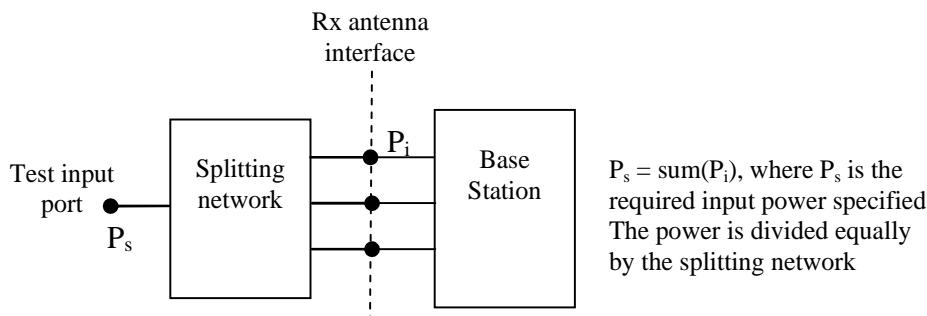 Rx antenna
interface
Test input
port
P_s
Splitting
network
P_i
Base
Station
P_s = sum(P_i), where P_s is the
required input power specified
The power is divided equally
by the splitting network